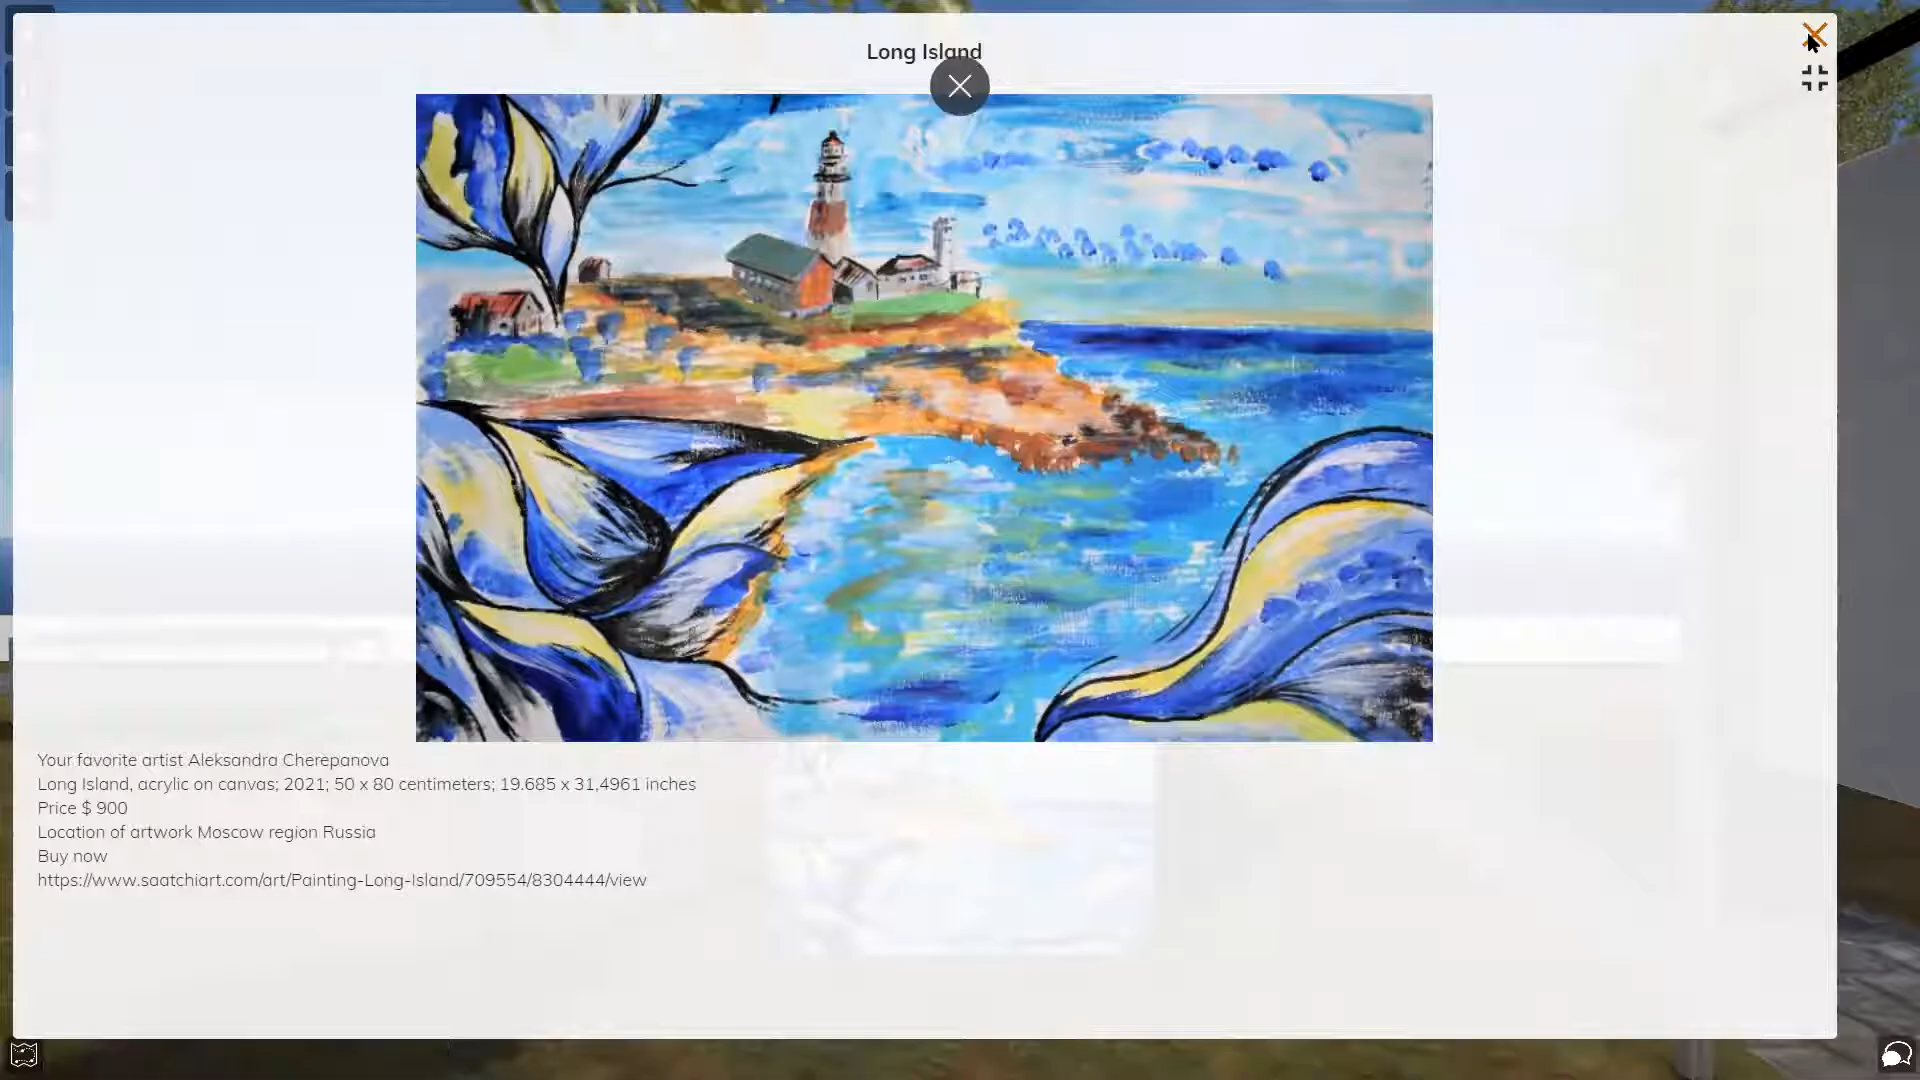 Long Island
Your favorite artist Aleksandra Cherepanova
Long Island, acrylic on canvas; 2021; 50 x 80 centimeters; 19.685 x 31,4961 inches
Price $ 900
Location of artwork Moscow region Russia
Buy now
https://www.saatchiart.com/art/Painting-Long-Island/709554/8304444/view